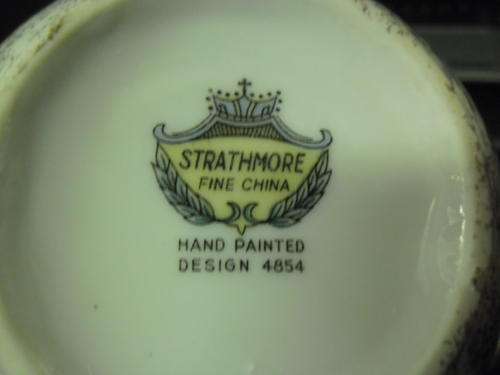 STRATHMORE
FINE CHINA
HAND PAINTED
DESIGN 4854